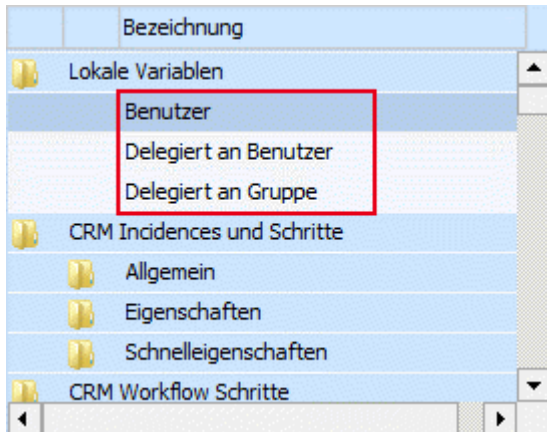 Bezeichnung
Lokale Variablen
Benutzer
Delegiert an Benutzer
Delegiert an Gruppe
CRM Incidences und Schritte
Allgemein
Eigenschaften
Schnelleigenschaften
CRM Workflow Schritte